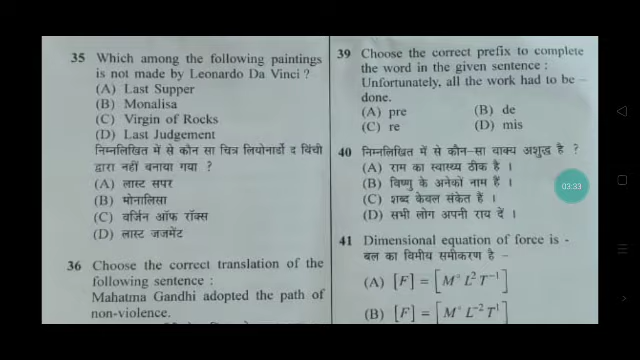 35 Which among the following paintings
is not made by Leonardo Da Vinci ?
(A) Last Supper
(B) Monalisa
(C) Virgin of Rocks
(D) Last Judgement
निम्नलिखित में से कौन सा चित्र लियोनार्डो द विंची
द्वारा नहीं बनाया गया ?
(A) लास्ट सपर
(B) मोनालिसा
(C) वर्जिन ऑफ रॉक्स
(D) लास्ट जजमेंट
36 Choose the correct translation of the
following sentence :
Mahatma Gandhi adopted the path of
non-violence.
39 Choose the correct prefix to complete
the word in the given sentence :
Unfortunately, all the work had to be –
done.
(A) pre (B) de
(C) re (D) mis
40 निम्नलिखित में से कौन-सा वाक्य अशुद्ध है ?
(A) राम का स्वास्थ्य ठीक है ।
(B) विष्णु के अनेकों नाम हैं ।
(C) शब्द केवल संकेत हैं ।
(D) सभी लोग अपनी राय दें ।
41 Dimensional equation of force is -
बल का विमीय समीकरण है –
(A) [F] = [M° L² T⁻¹]
(B) [F] = [M° L⁻² T¹]
03:33